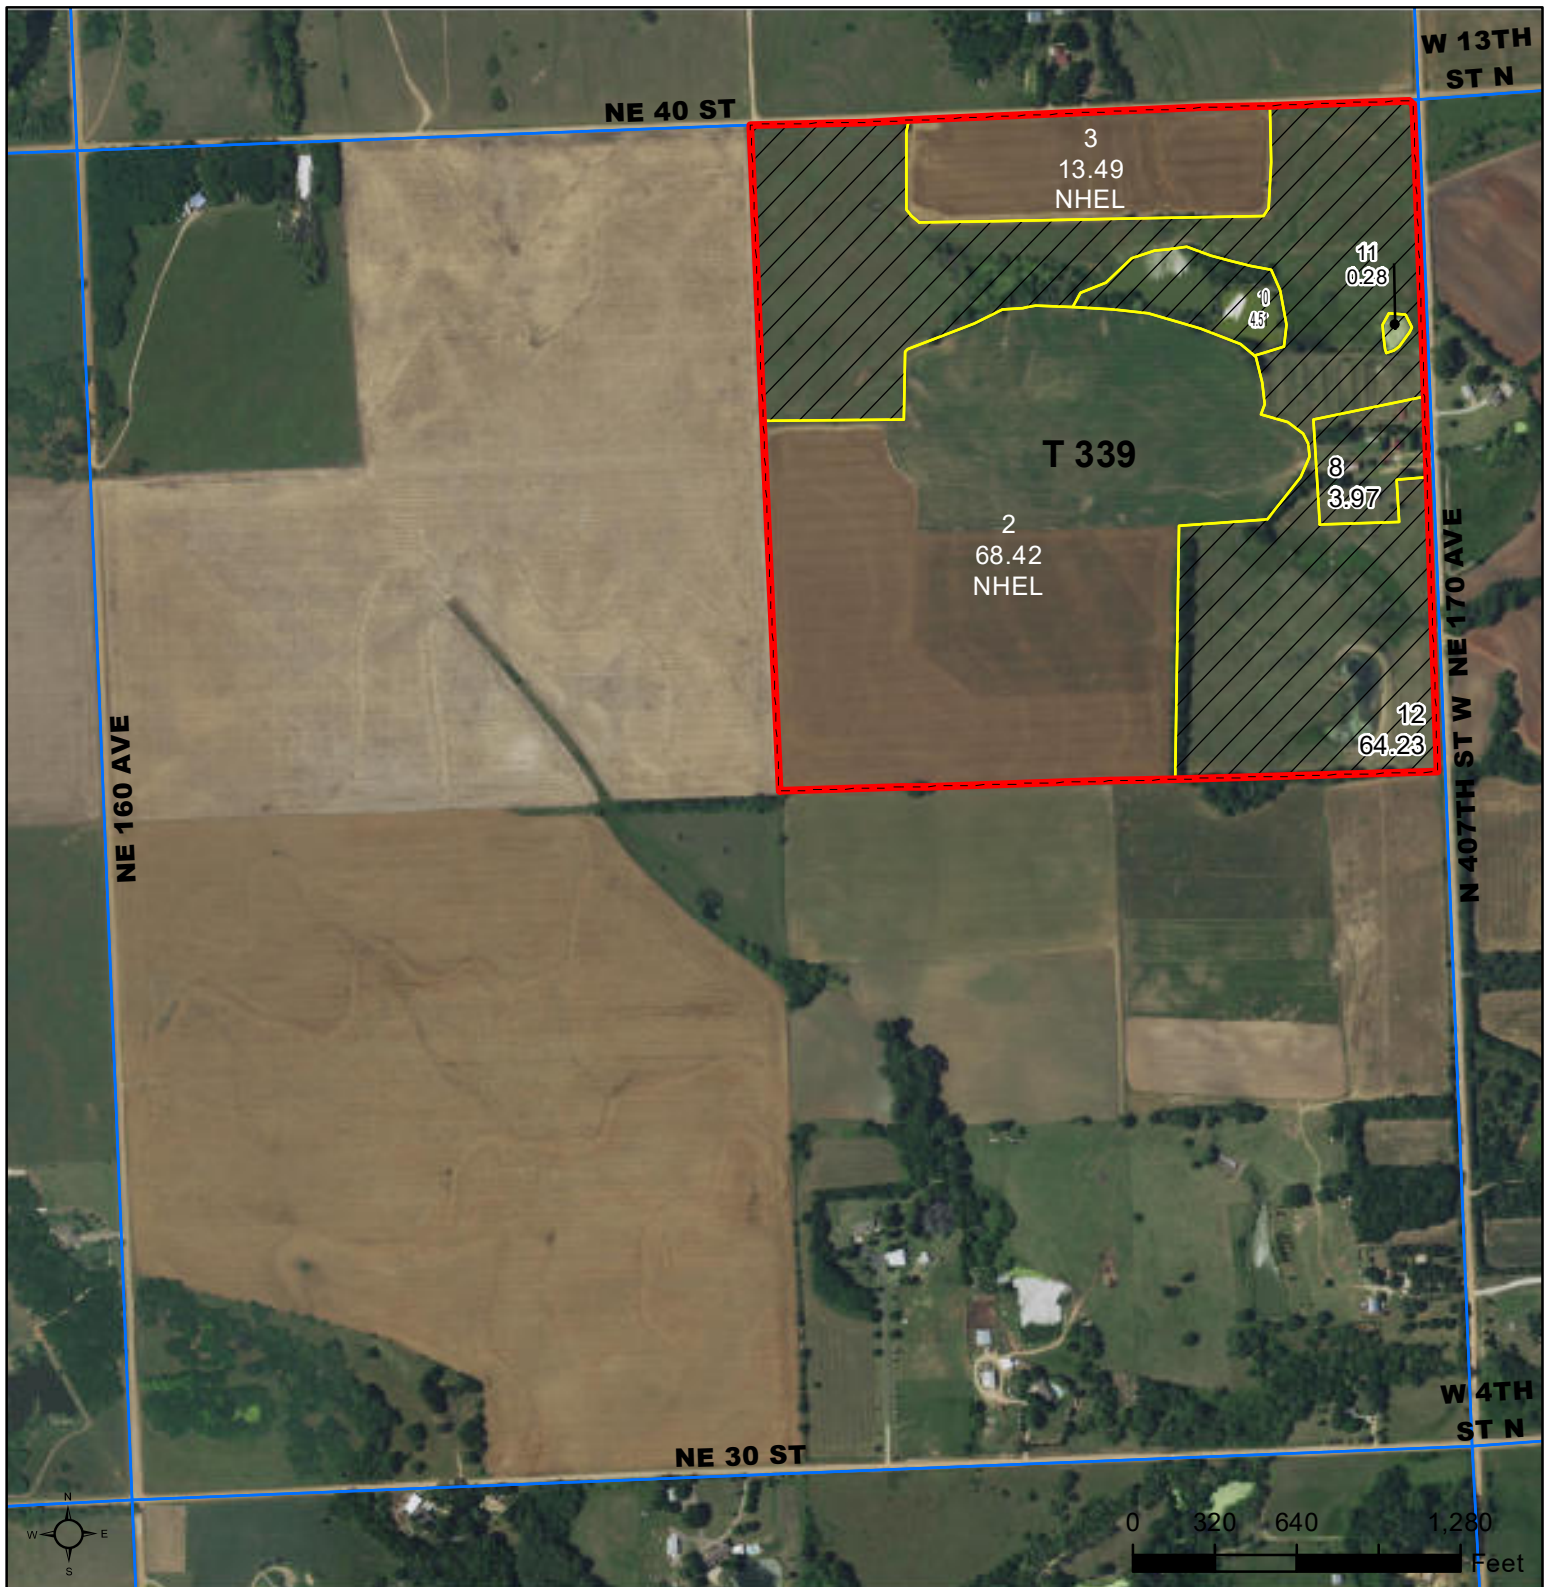 W 13TH
ST N
NE 40 ST
3
13.49
NHEL
11
0.28
T 339
8
3.97
2
68.42
NHEL
12
64.23
NE 160 AVE
N 407TH ST W NE 170 AVE
W 4TH
ST N
NE 30 ST
N
W E
S
0 320 640 1,280
Feet